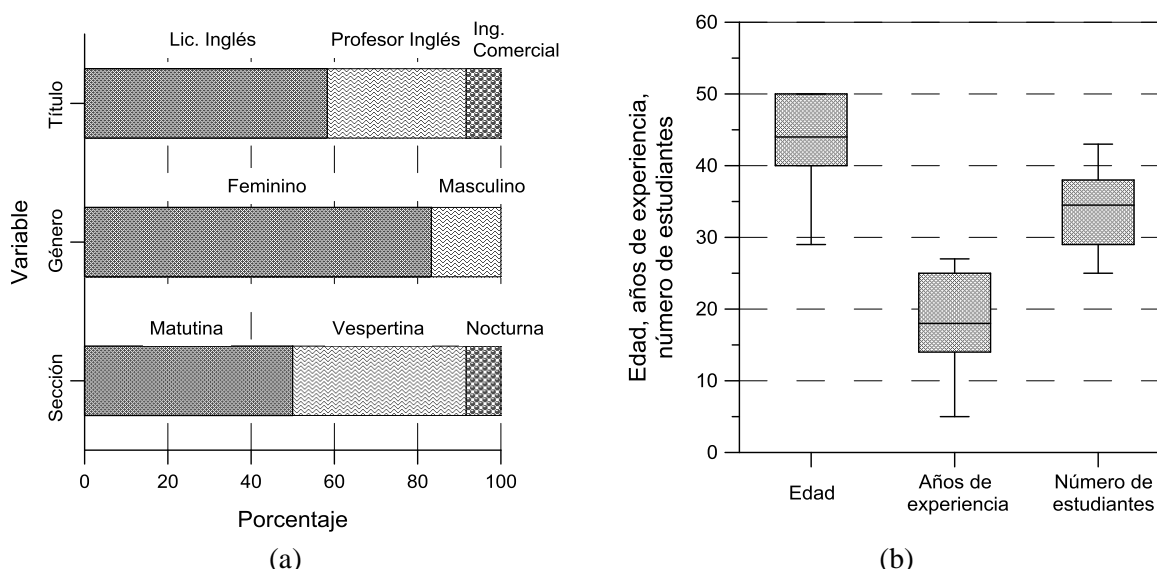 Lic. Inglés
Profesor Inglés
Ing.
Comercial
Título
Feminino
Masculino
Género
Variable
Matutina
Vespertina
Nocturna
Sección
0
20
40
60
80
100
Porcentaje
(a)
Edad, años de experiencia,
número de estudiantes
60
50
40
30
20
10
0
Edad
Años de
experiencia
Número de
estudiantes
(b)